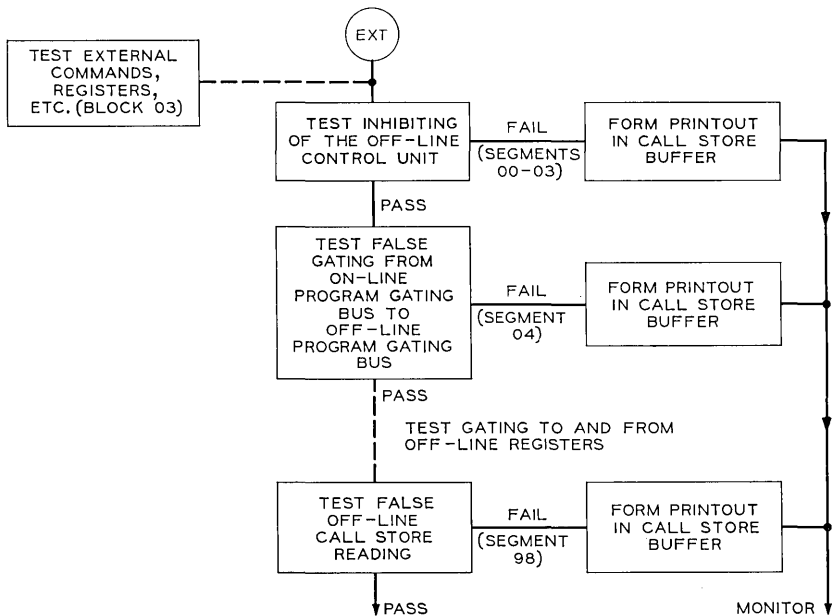 EXT
TEST EXTERNAL
COMMANDS,
REGISTERS,
ETC. (BLOCK 03)
TEST INHIBITING
OF THE OFF-LINE
CONTROL UNIT
FAIL
(SEGMENTS
00-03)
FORM PRINTOUT
IN CALL STORE
BUFFER
PASS
TEST FALSE
GATING FROM
ON-LINE
PROGRAM GATING
BUS TO
OFF-LINE
PROGRAM GATING
BUS
FAIL
(SEGMENT
04)
FORM PRINTOUT
IN CALL STORE
BUFFER
PASS
TEST GATING TO AND FROM
OFF-LINE REGISTERS
TEST FALSE
OFF-LINE
CALL STORE
READING
FAIL
(SEGMENT
98)
FORM PRINTOUT
IN CALL STORE
BUFFER
PASS
MONITOR